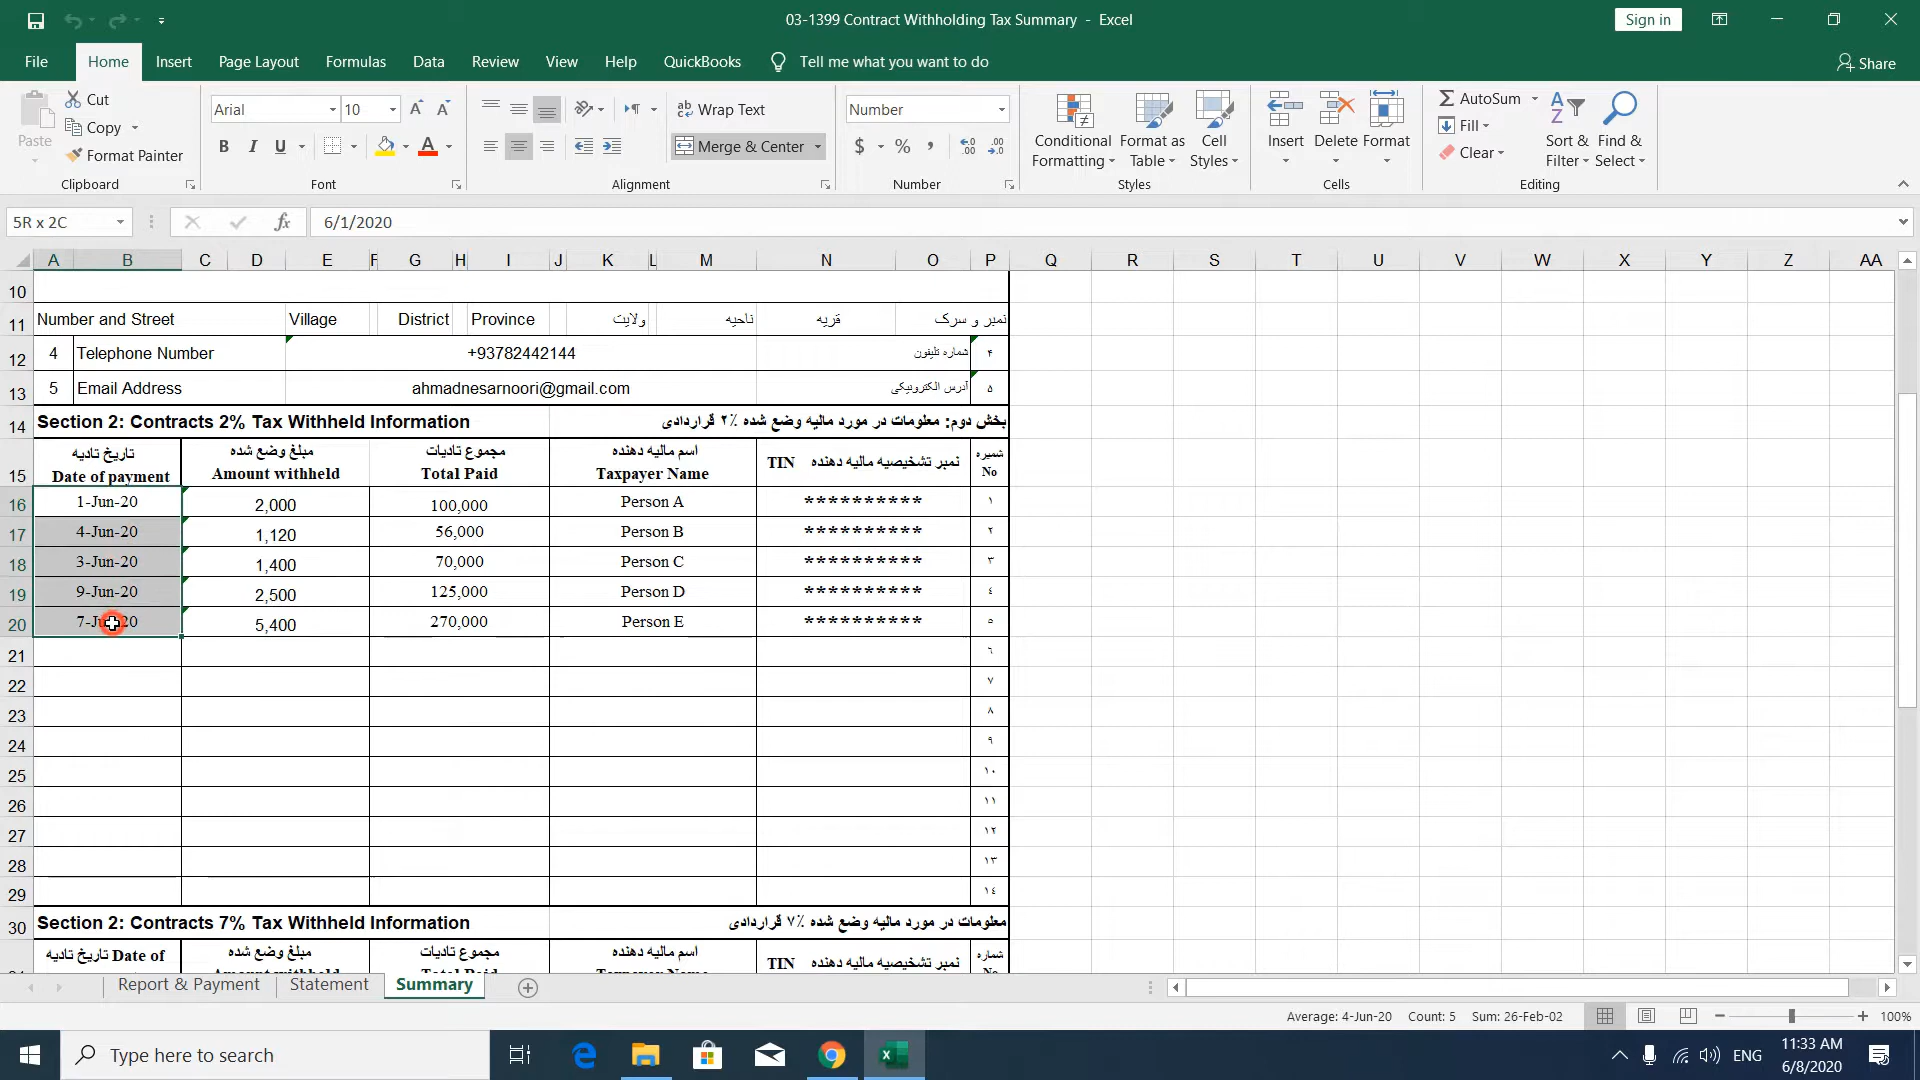 03-1399 Contract Withholding Tax Summary - Excel
Sign in
File Home Insert Page Layout Formulas Data Review View Help QuickBooks Tell me what you want to do Share
Cut
Copy
Format Painter
Paste
Clipboard
Arial 10
B I U
Font
Wrap Text
Merge & Center
Alignment
Number
$ %
Number
Conditional Formatting
Format as Table
Cell Styles
Styles
Insert Delete Format
Cells
AutoSum
Fill
Clear
Sort & Filter
Find & Select
Editing
5R x 2C fx 6/1/2020
A B C D E F G H I J K L M N O P Q R S T U V W X Y Z AA
10
11 Number and Street Village District Province ولایت ناحیه قریه نمبر و سرک
12 4 Telephone Number +93782442144 شماره تلیفون ۴
13 5 Email Address ahmadnesarnoori@gmail.com آدرس الکترونیکی ۵
14 Section 2: Contracts 2% Tax Withheld Information بخش دوم: معلومات در مورد مالیه وضع شده ۲٪ قراردادی
تاریخ تادیه مبلغ وضع شده مجموع تادیات اسم مالیه دهنده نمبر تشخیصیه مالیه دهنده TIN شمیره
15 Date of payment Amount withheld Total Paid Taxpayer Name No
16 1-Jun-20 2,000 100,000 Person A ********** ۱
17 4-Jun-20 1,120 56,000 Person B ********** ۲
18 3-Jun-20 1,400 70,000 Person C ********** ۳
19 9-Jun-20 2,500 125,000 Person D ********** ٤
20 7-Jun-20 5,400 270,000 Person E ********** ۵
21 ٦
22 ۷
23 ۸
24 ۹
25 ۱۰
26 ۱۱
27 ۱۲
28 ۱۳
29 ۱٤
30 Section 2: Contracts 7% Tax Withheld Information معلومات در مورد مالیه وضع شده ۷٪ قراردادی
تاریخ تادیه Date of مبلغ وضع شده مجموع تادیات اسم مالیه دهنده نمبر تشخیصیه مالیه دهنده TIN شماره
Amount withheld Total Paid Taxpayer Name No
Report & Payment Statement Summary
Average: 4-Jun-20 Count: 5 Sum: 26-Feb-02 100%
Type here to search
ENG
11:33 AM
6/8/2020